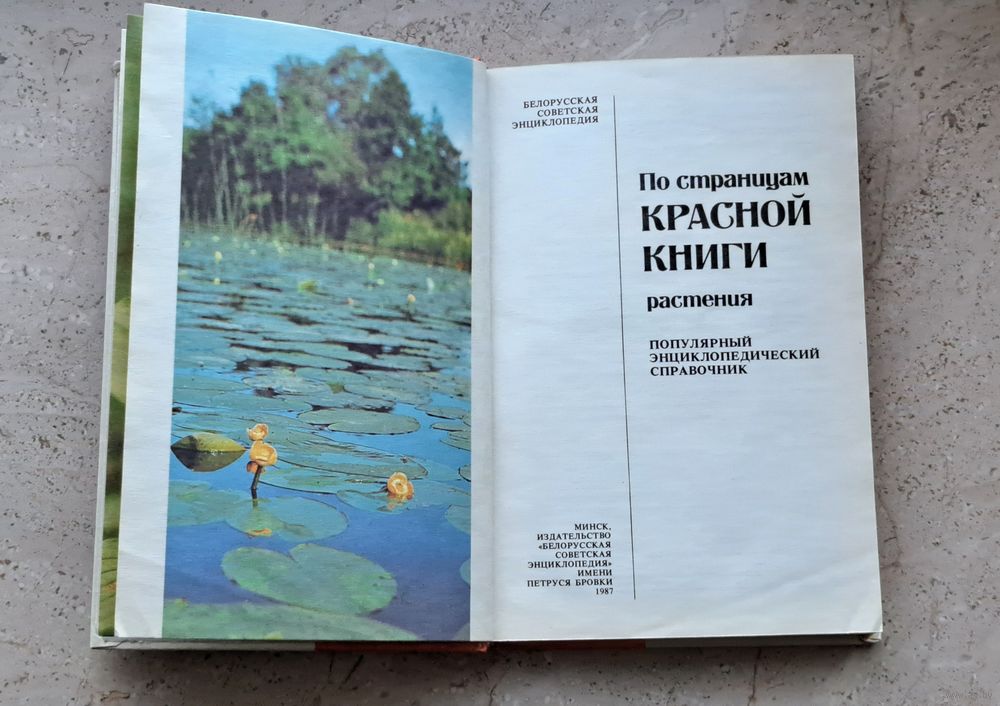 БЕЛОРУССКАЯ
СОВЕТСКАЯ
ЭНЦИКЛОПЕДИЯ
По страницам
КРАСНОЙ
КНИГИ
растения
ПОПУЛЯРНЫЙ
ЭНЦИКЛОПЕДИЧЕСКИЙ
СПРАВОЧНИК
МИНСК,
ИЗДАТЕЛЬСТВО
«БЕЛОРУССКАЯ
СОВЕТСКАЯ
ЭНЦИКЛОПЕДИЯ»
ИМЕНИ
ПЕТРУСЯ БРОВКИ
1987